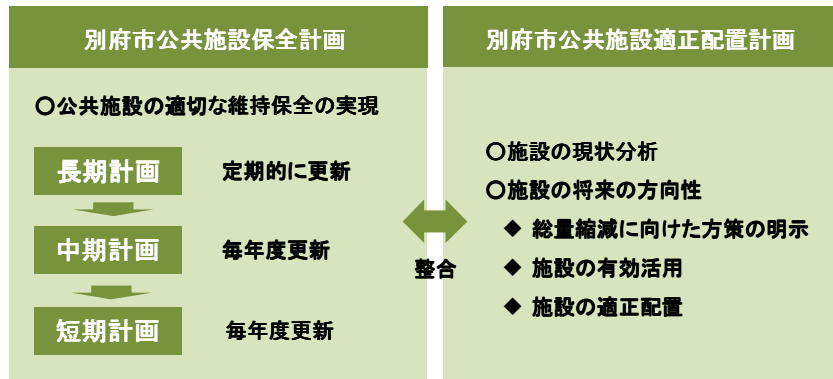 別府市公共施設保全計画
〇公共施設の適切な維持保全の実現
長期計画 定期的に更新
中期計画 毎年度更新
短期計画 毎年度更新
整合
別府市公共施設適正配置計画
〇施設の現状分析
〇施設の将来の方向性
◆ 総量縮減に向けた方策の明示
◆ 施設の有効活用
◆ 施設の適正配置